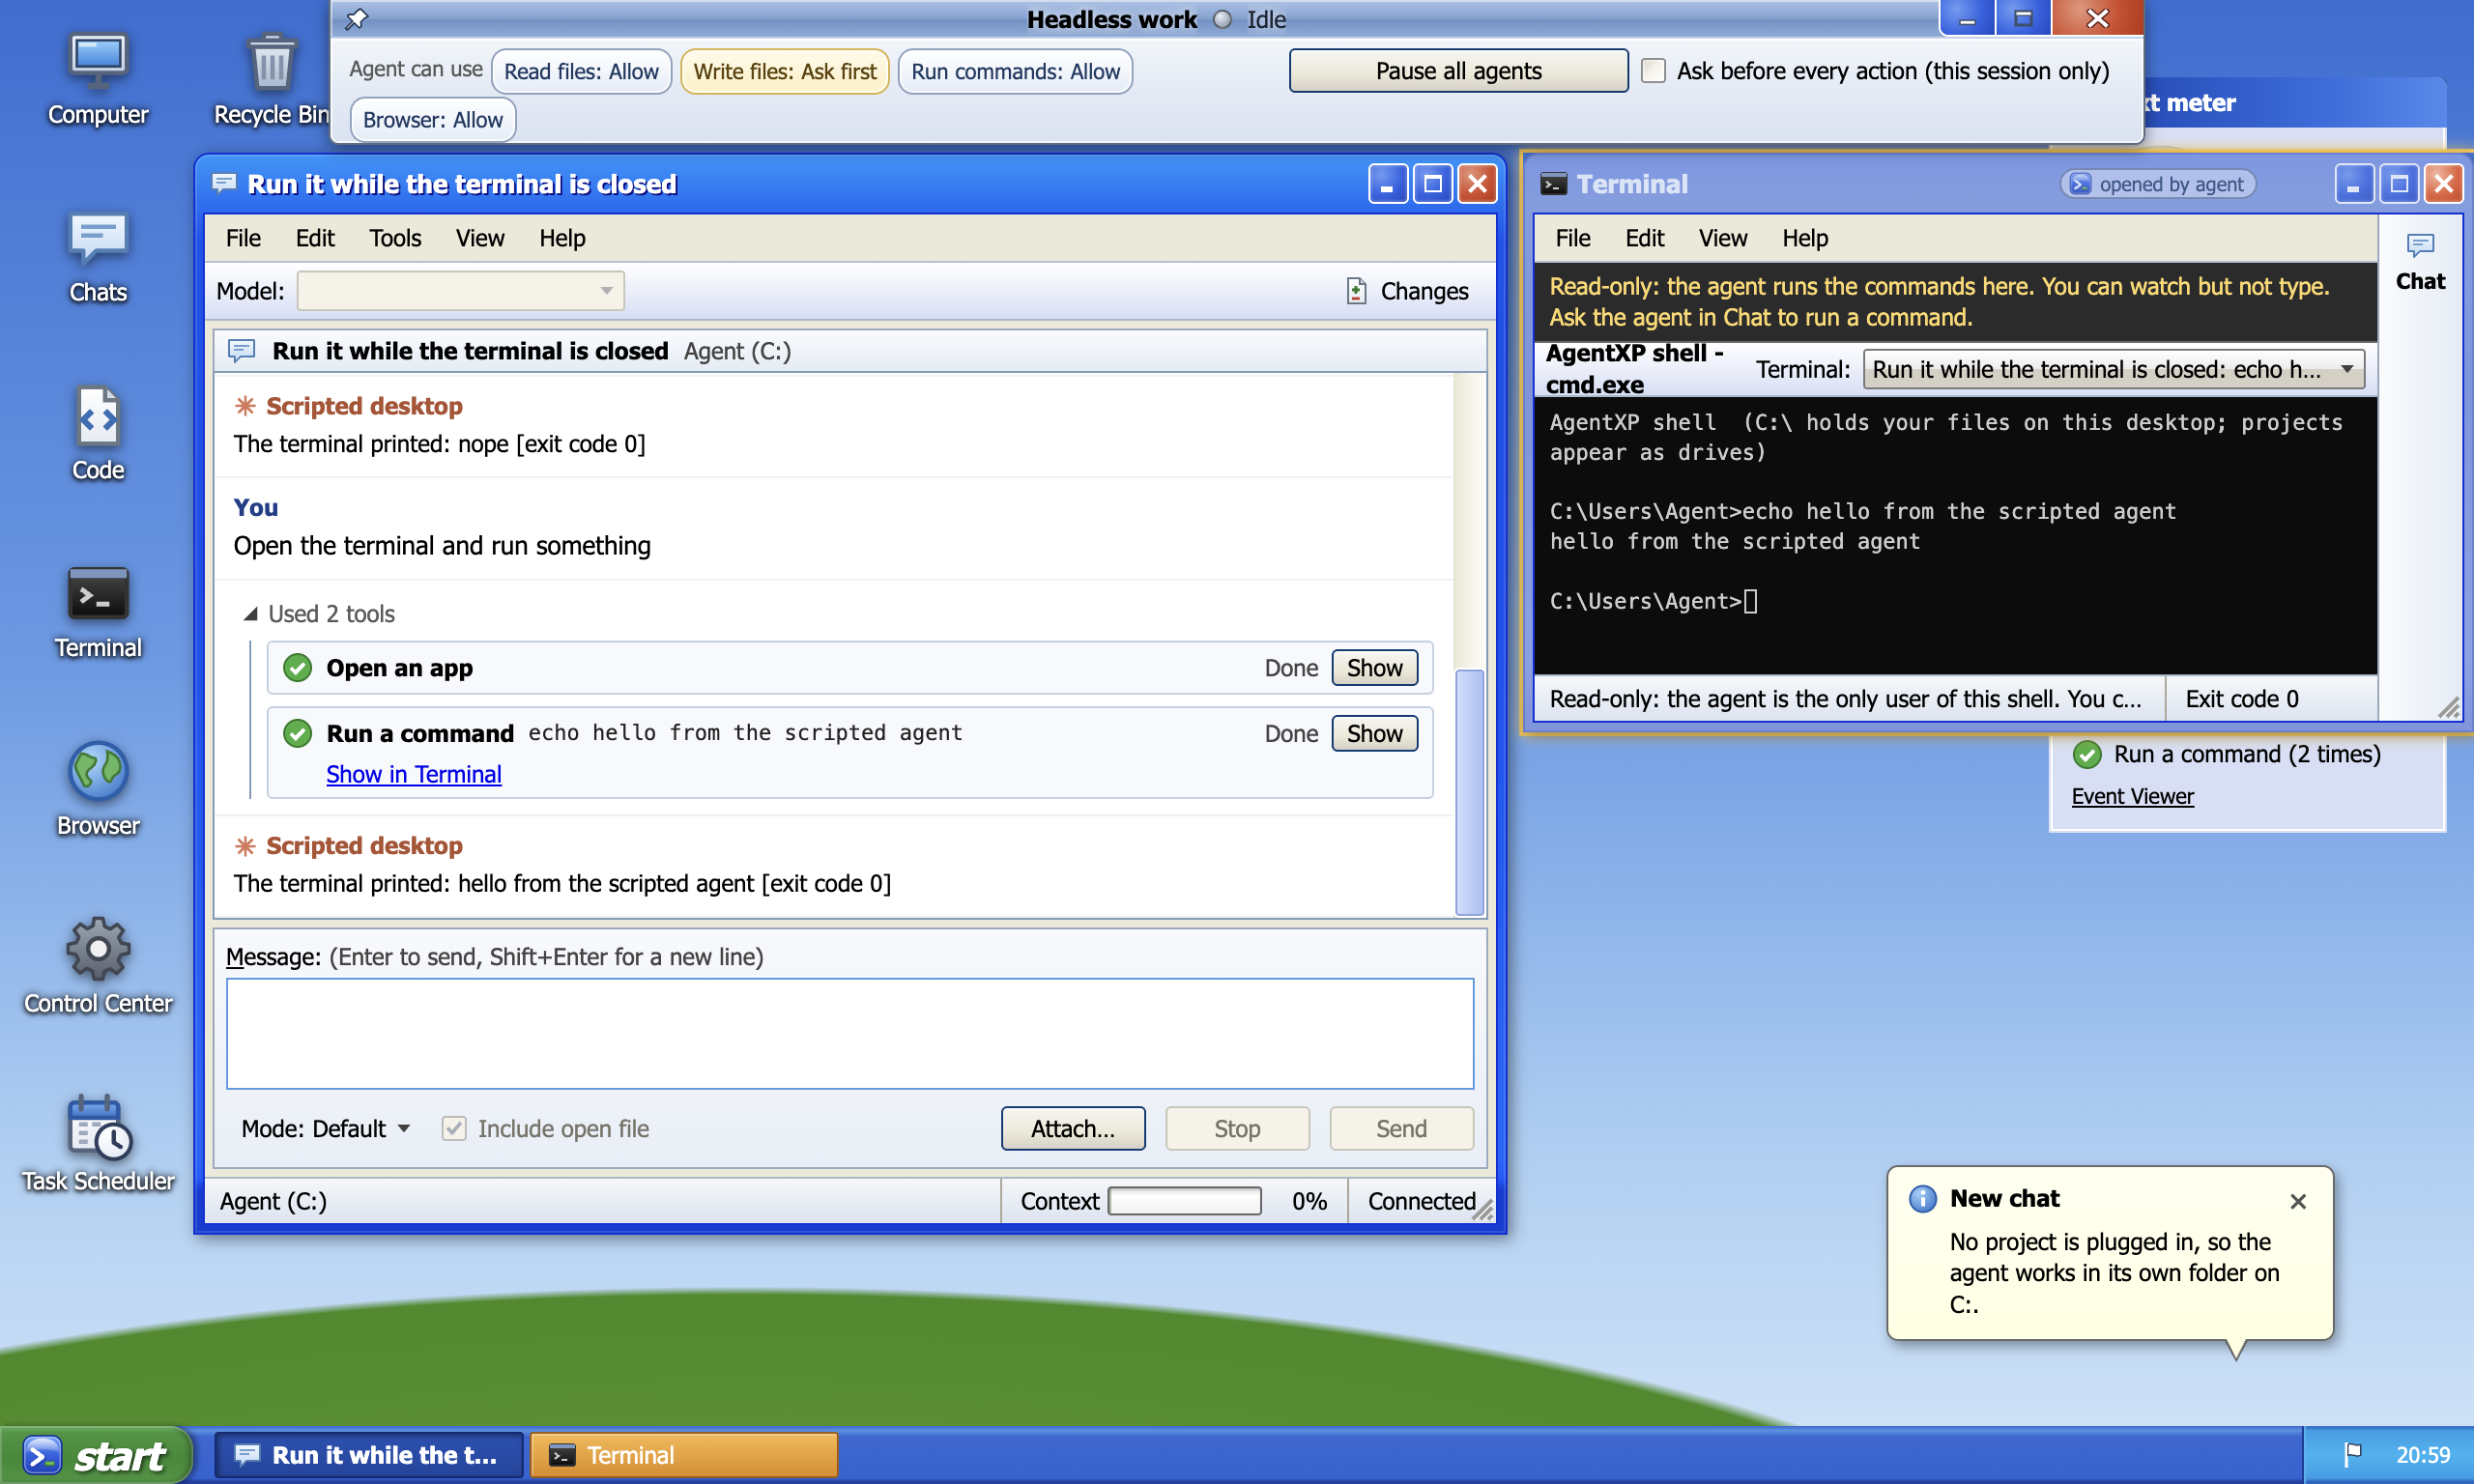 Computer
Recycle Bin
Chats
Code
Terminal
Browser
Control Center
Task Scheduler
Headless work Idle
Agent can use Read files: Allow Write files: Ask first Run commands: Allow
Browser: Allow
Pause all agents Ask before every action (this session only)
meter
Run it while the terminal is closed
File Edit Tools View Help
Model: Changes
Run it while the terminal is closed Agent (C:)
Scripted desktop
The terminal printed: nope [exit code 0]
You
Open the terminal and run something
Used 2 tools
Open an app Done Show
Run a command echo hello from the scripted agent Done Show
Show in Terminal
Scripted desktop
The terminal printed: hello from the scripted agent [exit code 0]
Message: (Enter to send, Shift+Enter for a new line)
Mode: Default Include open file Attach... Stop Send
Agent (C:) Context 0% Connected
Terminal opened by agent
File Edit View Help
Chat
Read-only: the agent runs the commands here. You can watch but not type.
Ask the agent in Chat to run a command.
AgentXP shell -
cmd.exe
Terminal: Run it while the terminal is closed: echo h...
AgentXP shell (C:\ holds your files on this desktop; projects
appear as drives)
C:\Users\Agent>echo hello from the scripted agent
hello from the scripted agent
C:\Users\Agent>
Read-only: the agent is the only user of this shell. You c... Exit code 0
Run a command (2 times)
Event Viewer
New chat
No project is plugged in, so the
agent works in its own folder on
C:.
start Run it while the t... Terminal 20:59